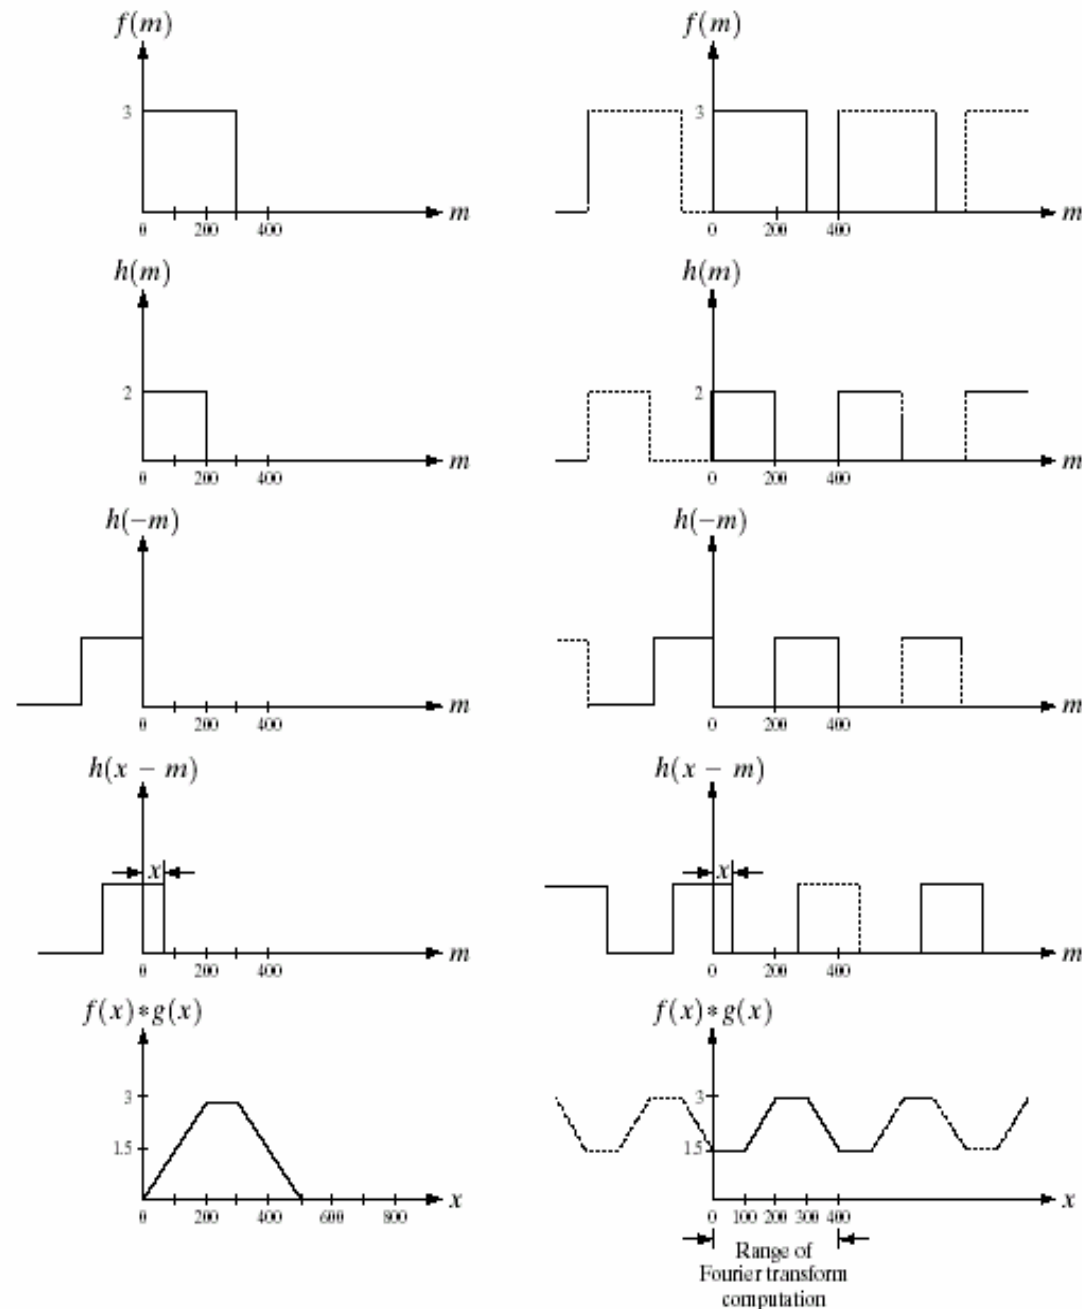 f(m)
3
0 200 400
m
f(m)
3
0 200 400
m
h(m)
2
0 200 400
m
h(m)
2
0 200 400
m
h(−m)
0 200 400
m
h(−m)
0 200 400
m
h(x − m)
x
0 200 400
m
h(x − m)
x
0 200 400
m
f(x)*g(x)
3
1.5
0 200 400 600 800
x
f(x)*g(x)
3
1.5
0 100 200 300 400
x
Range of
Fourier transform
computation